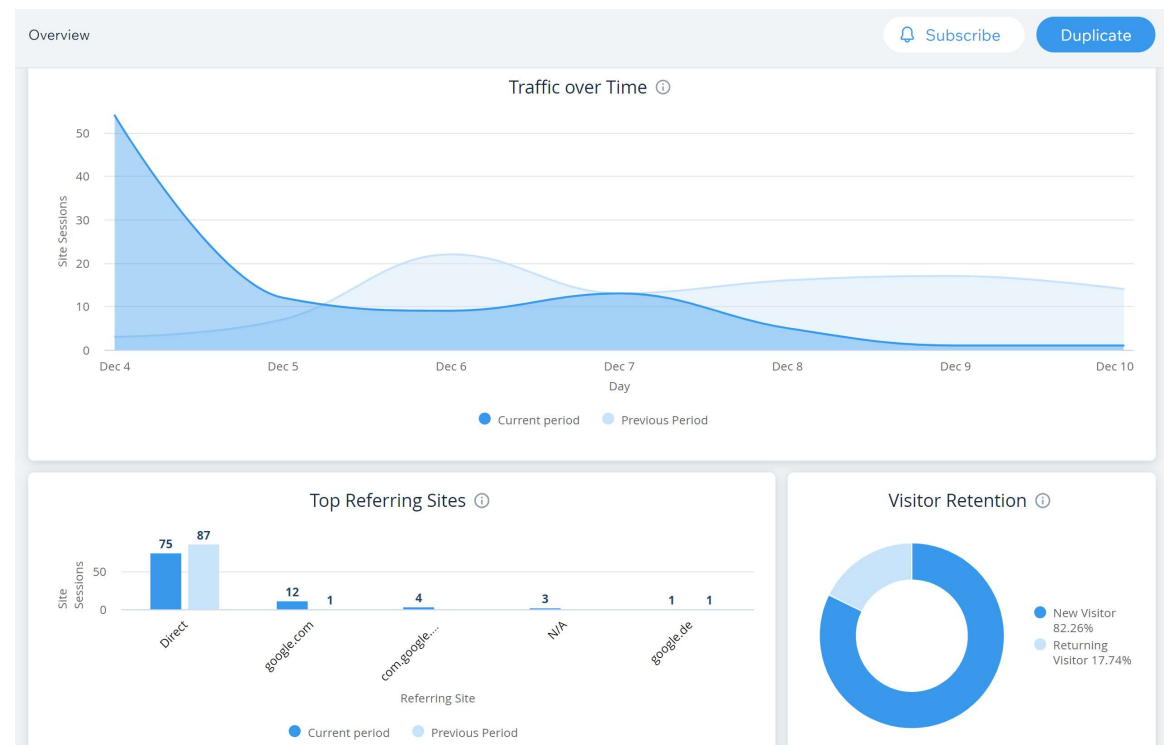 Overview
Subscribe
Duplicate
Traffic over Time
50
40
30
20
10
0
Site Sessions
Dec 4
Dec 5
Dec 6
Dec 7
Dec 8
Dec 9
Dec 10
Day
Current period
Previous Period
Top Referring Sites
75
87
12
1
4
3
1
1
50
0
Site
Sessions
Direct
google.com
com.google....
N/A
google.de
Referring Site
Current period
Previous Period
Visitor Retention
New Visitor
82.26%
Returning
Visitor 17.74%